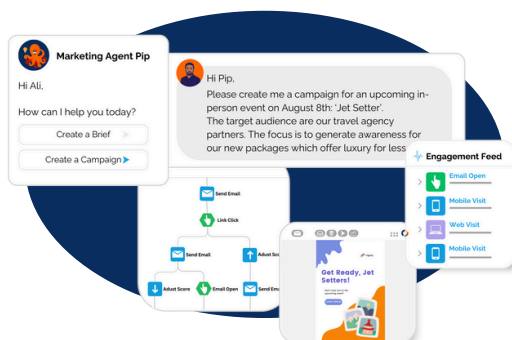 Marketing Agent Pip
Hi Ali,
How can I help you today?
Create a Brief
Create a Campaign
Hi Pip,
Please create me a campaign for an upcoming in-
person event on August 8th: 'Jet Setter'.
The target audience are our travel agency
partners. The focus is to generate awareness for
our new packages which offer luxury for less
Engagement Feed
Email Open
Mobile Visit
Web Visit
Mobile Visit
Send Email
Link Click
Send Email
Adust Sco
Adust Score
Email Open
Send Ema
Get Ready, Jet
Setters!